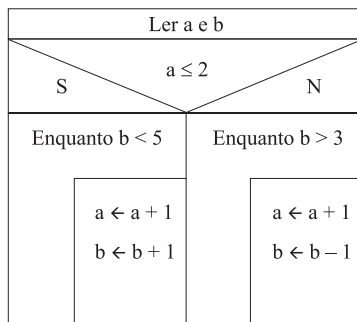 Ler a e b
a ≤ 2
S
N
Enquanto b < 5
Enquanto b > 3
a ← a + 1
b ← b + 1
a ← a + 1
b ← b – 1